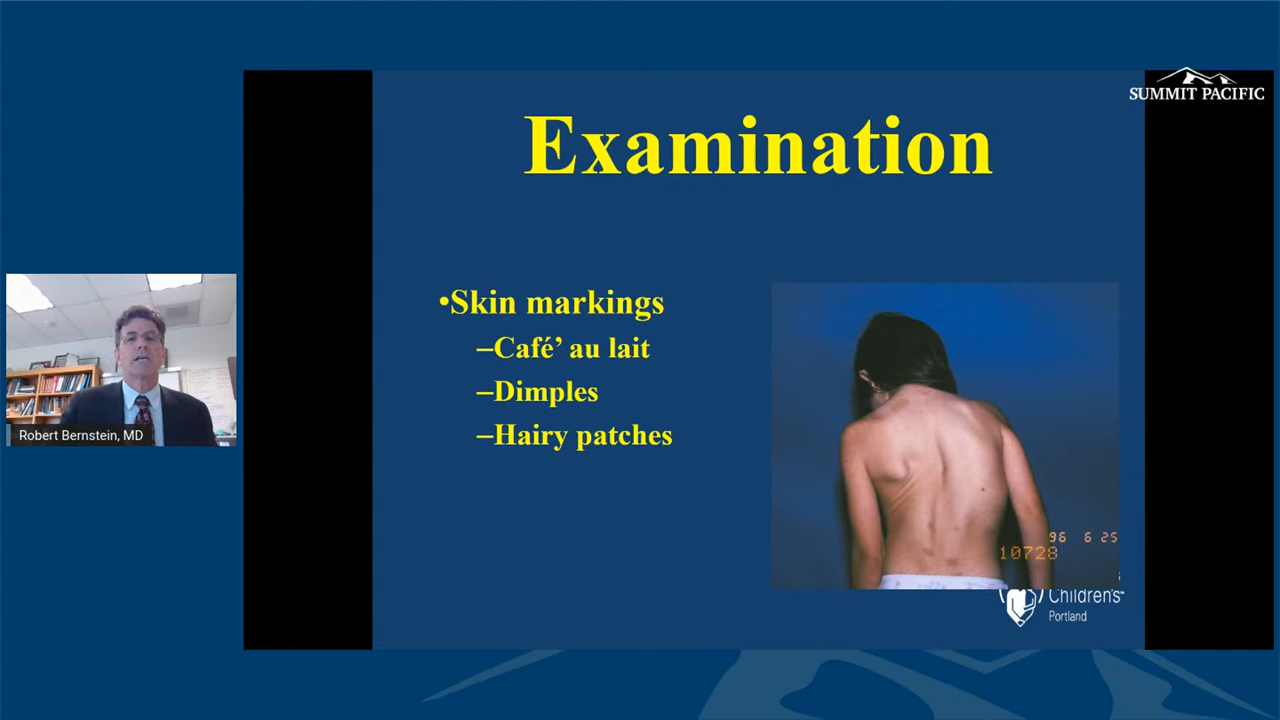 SUMMIT PACIFIC
Examination
•Skin markings
–Café’ au lait
–Dimples
–Hairy patches
Robert Bernstein, MD
96 6 25
10728
Children's™
Portland